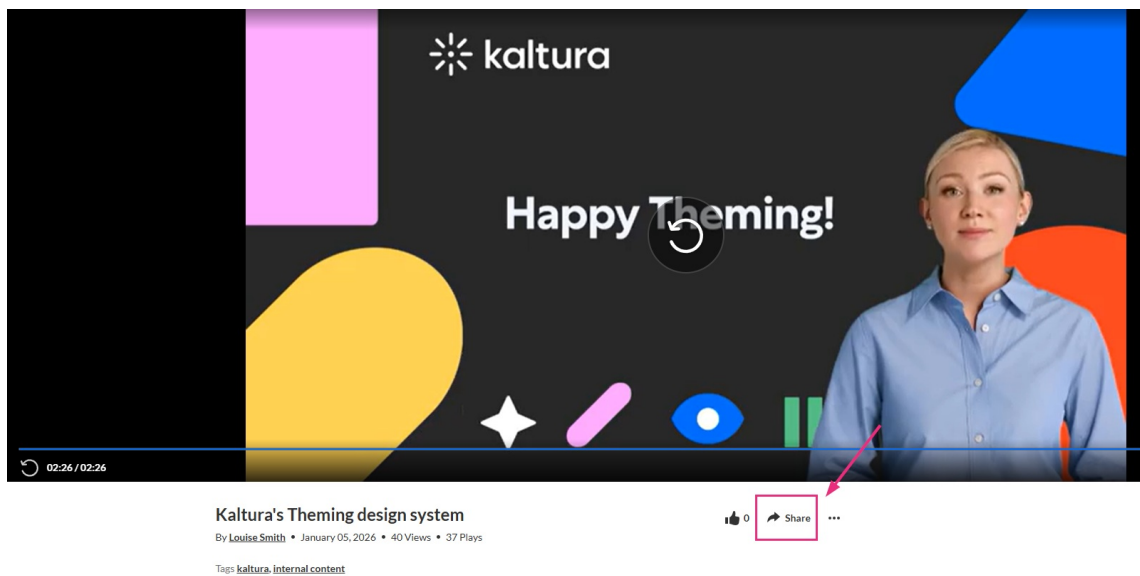 kaltura
Happy Theming!
02:26 / 02:26
Kaltura's Theming design system
0
Share
By Louise Smith • January 05, 2026 • 40 Views • 37 Plays
Tags kaltura, internal content